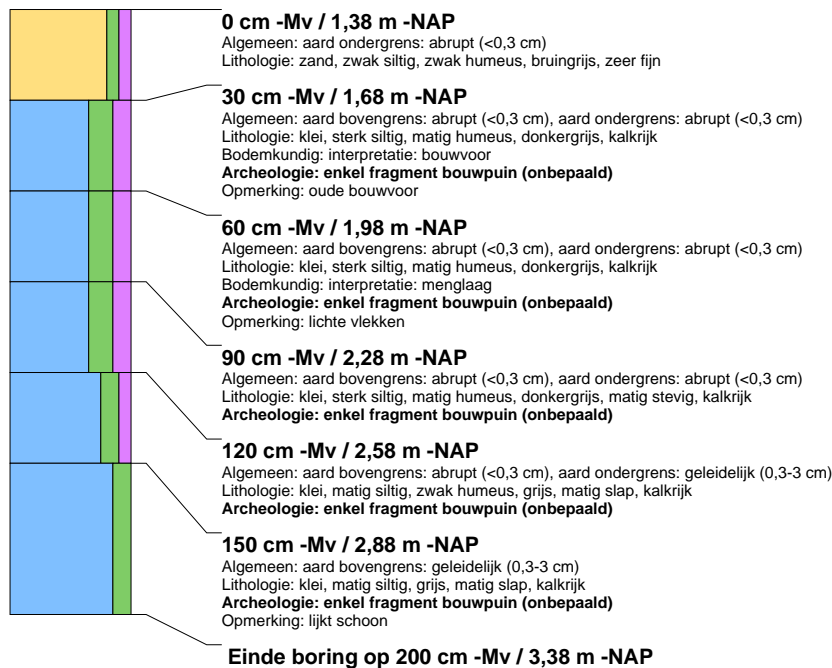 0 cm -Mv / 1,38 m -NAP
Algemeen: aard ondergrens: abrupt (<0,3 cm)
Lithologie: zand, zwak siltig, zwak humeus, bruingrijs, zeer fijn
30 cm -Mv / 1,68 m -NAP
Algemeen: aard bovengrens: abrupt (<0,3 cm), aard ondergrens: abrupt (<0,3 cm)
Lithologie: klei, sterk siltig, matig humeus, donkergrijs, kalkrijk
Bodemkundig: interpretatie: bouwvoor
Archeologie: enkel fragment bouwpuin (onbepaald)
Opmerking: oude bouwvoor
60 cm -Mv / 1,98 m -NAP
Algemeen: aard bovengrens: abrupt (<0,3 cm), aard ondergrens: abrupt (<0,3 cm)
Lithologie: klei, sterk siltig, matig humeus, donkergrijs, kalkrijk
Bodemkundig: interpretatie: menglaag
Archeologie: enkel fragment bouwpuin (onbepaald)
Opmerking: lichte vlekken
90 cm -Mv / 2,28 m -NAP
Algemeen: aard bovengrens: abrupt (<0,3 cm), aard ondergrens: abrupt (<0,3 cm)
Lithologie: klei, sterk siltig, matig humeus, donkergrijs, matig stevig, kalkrijk
Archeologie: enkel fragment bouwpuin (onbepaald)
120 cm -Mv / 2,58 m -NAP
Algemeen: aard bovengrens: abrupt (<0,3 cm), aard ondergrens: geleidelijk (0,3-3 cm)
Lithologie: klei, matig siltig, zwak humeus, grijs, matig slap, kalkrijk
Archeologie: enkel fragment bouwpuin (onbepaald)
150 cm -Mv / 2,88 m -NAP
Algemeen: aard bovengrens: geleidelijk (0,3-3 cm)
Lithologie: klei, matig siltig, grijs, matig slap, kalkrijk
Archeologie: enkel fragment bouwpuin (onbepaald)
Opmerking: lijkt schoon
Einde boring op 200 cm -Mv / 3,38 m -NAP